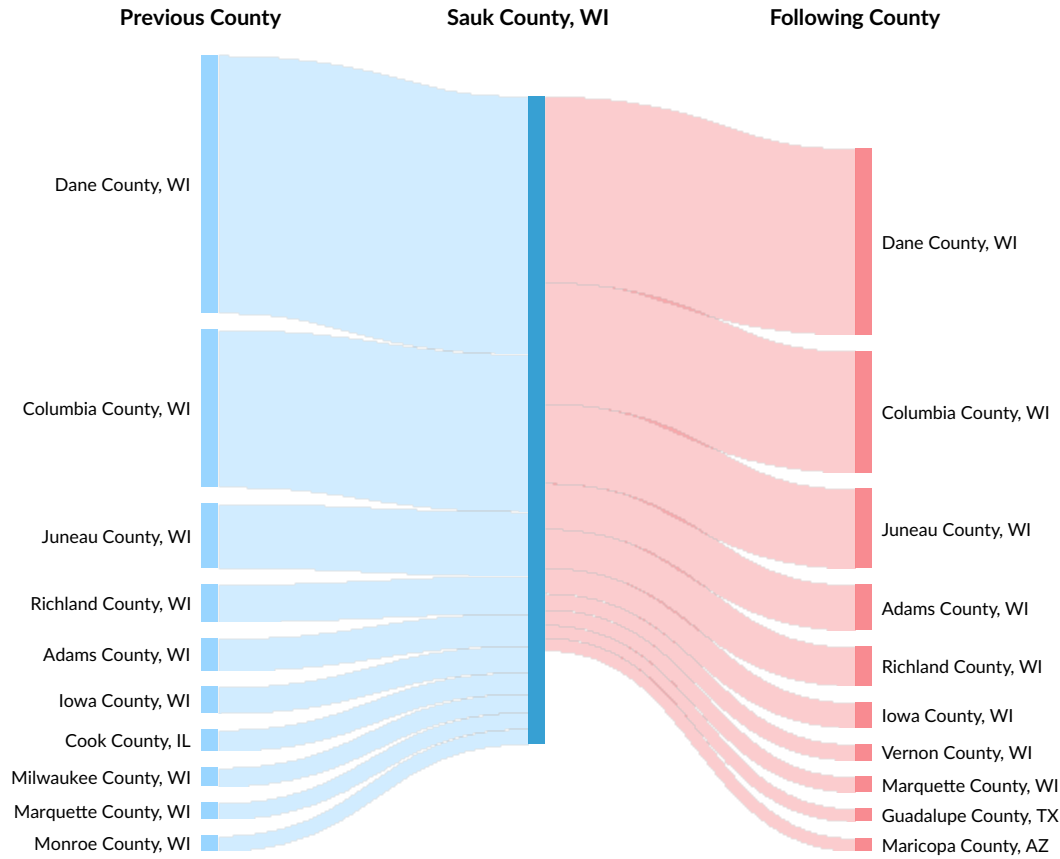 Previous County
Sauk County, WI
Following County
Dane County, WI
Columbia County, WI
Juneau County, WI
Richland County, WI
Adams County, WI
Iowa County, WI
Cook County, IL
Milwaukee County, WI
Marquette County, WI
Monroe County, WI
Dane County, WI
Columbia County, WI
Juneau County, WI
Adams County, WI
Richland County, WI
Iowa County, WI
Vernon County, WI
Marquette County, WI
Guadalupe County, TX
Maricopa County, AZ